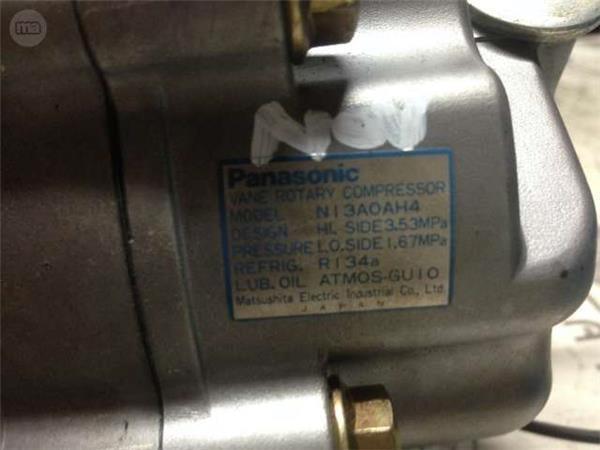 ma
Panasonic
VANE ROTARY COMPRESSOR
MODEL N13A0AH4
DESIGN HI. SIDE 3.53MPa
PRESSURE LO. SIDE 1.67MPa
REFRIG. R134a
LUB. OIL ATMOS-GU10
Matsushita Electric Industrial Co., Ltd.
JAPAN